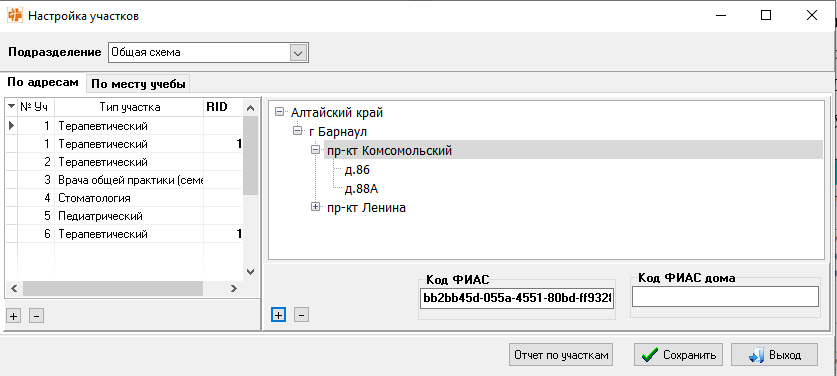 Настройка участков
Подразделение Общая схема
По адресам По месту учебы
№ Уч Тип участка RID
1 Терапевтический
1 Терапевтический 1
2 Терапевтический
3 Врача общей практики (сем
4 Стоматология
5 Педиатрический
6 Терапевтический 1
Алтайский край
г Барнаул
пр-кт Комсомольский
д.86
д.88А
пр-кт Ленина
Код ФИАС
bb2bb45d-055a-4551-80bd-ff932
Код ФИАС дома
Отчет по участкам Сохранить Выход